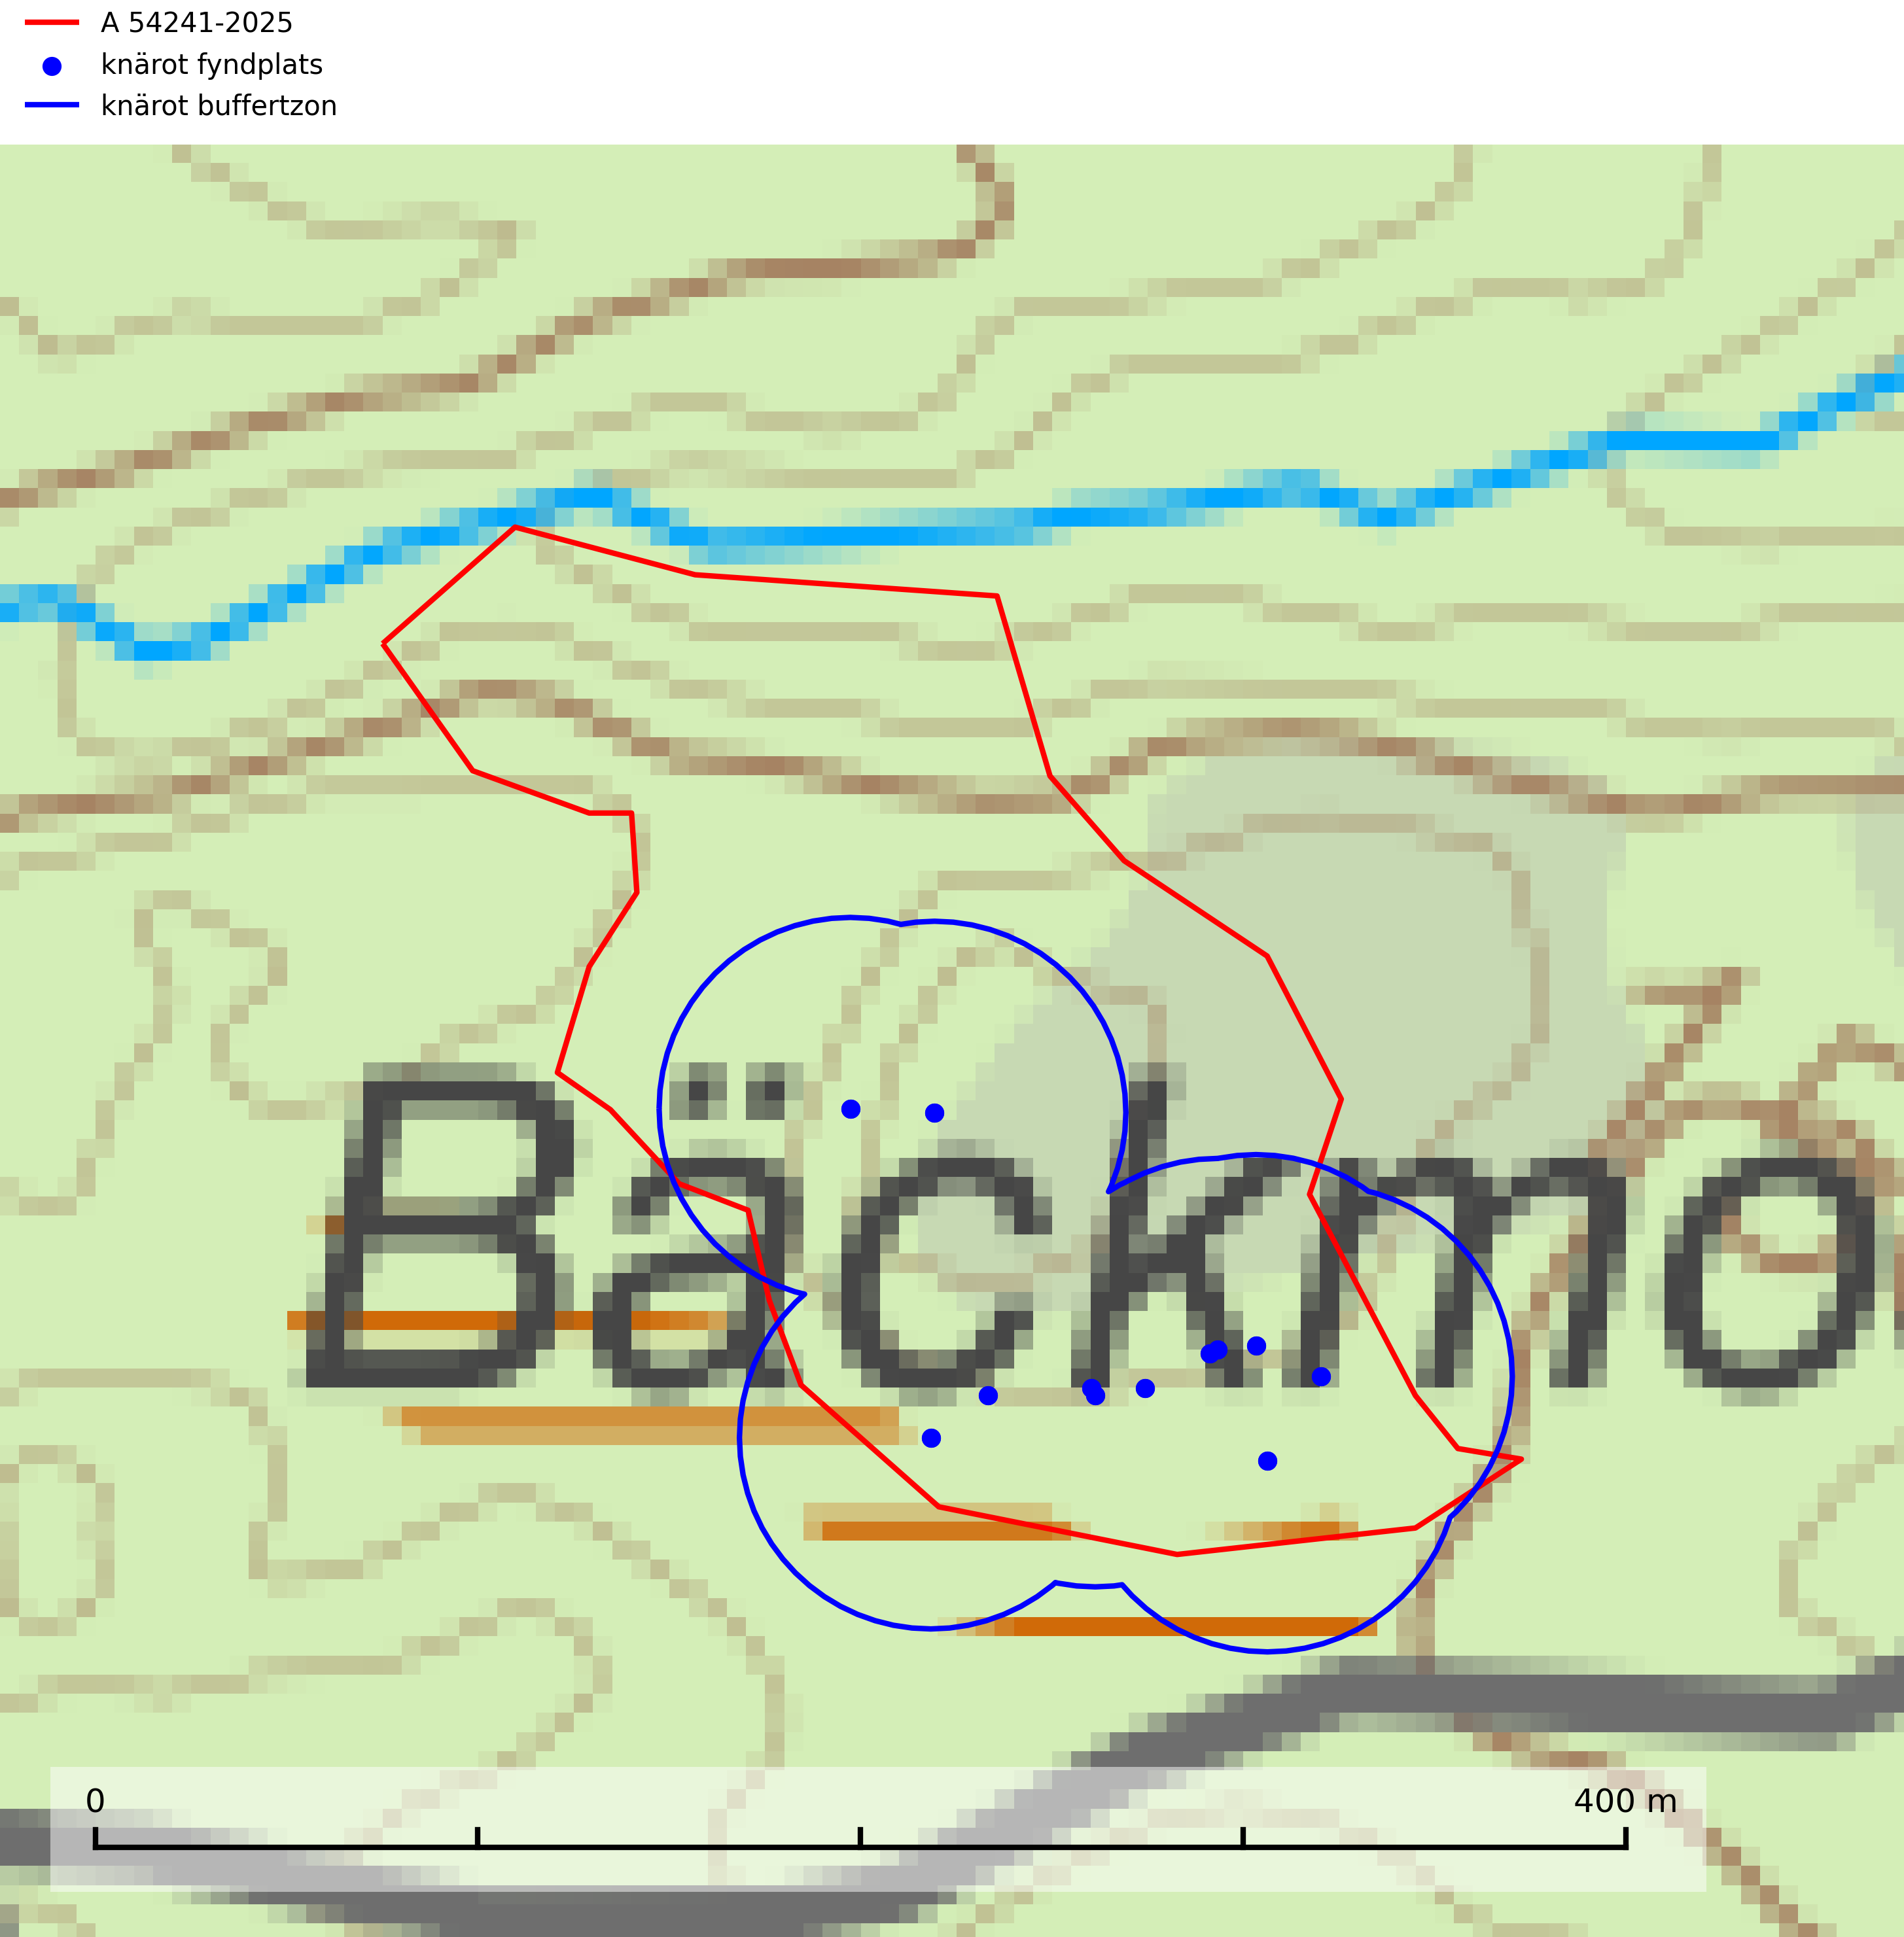 A 54241-2025
knärot fyndplats
knärot buffertzon
Bäckmo
0 400 m